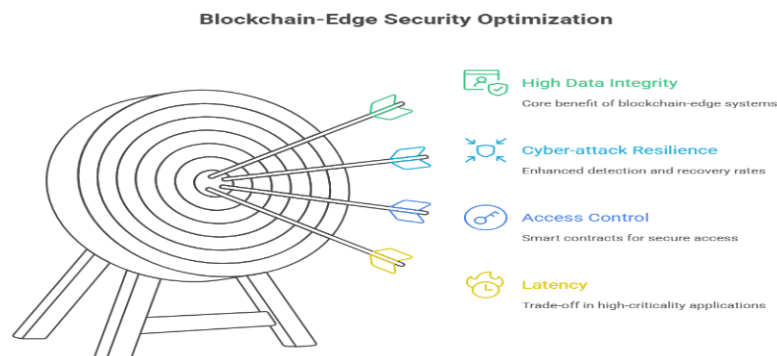 Blockchain-Edge Security Optimization
High Data Integrity
Core benefit of blockchain-edge systems
Cyber-attack Resilience
Enhanced detection and recovery rates
Access Control
Smart contracts for secure access
Latency
Trade-off in high-criticality applications